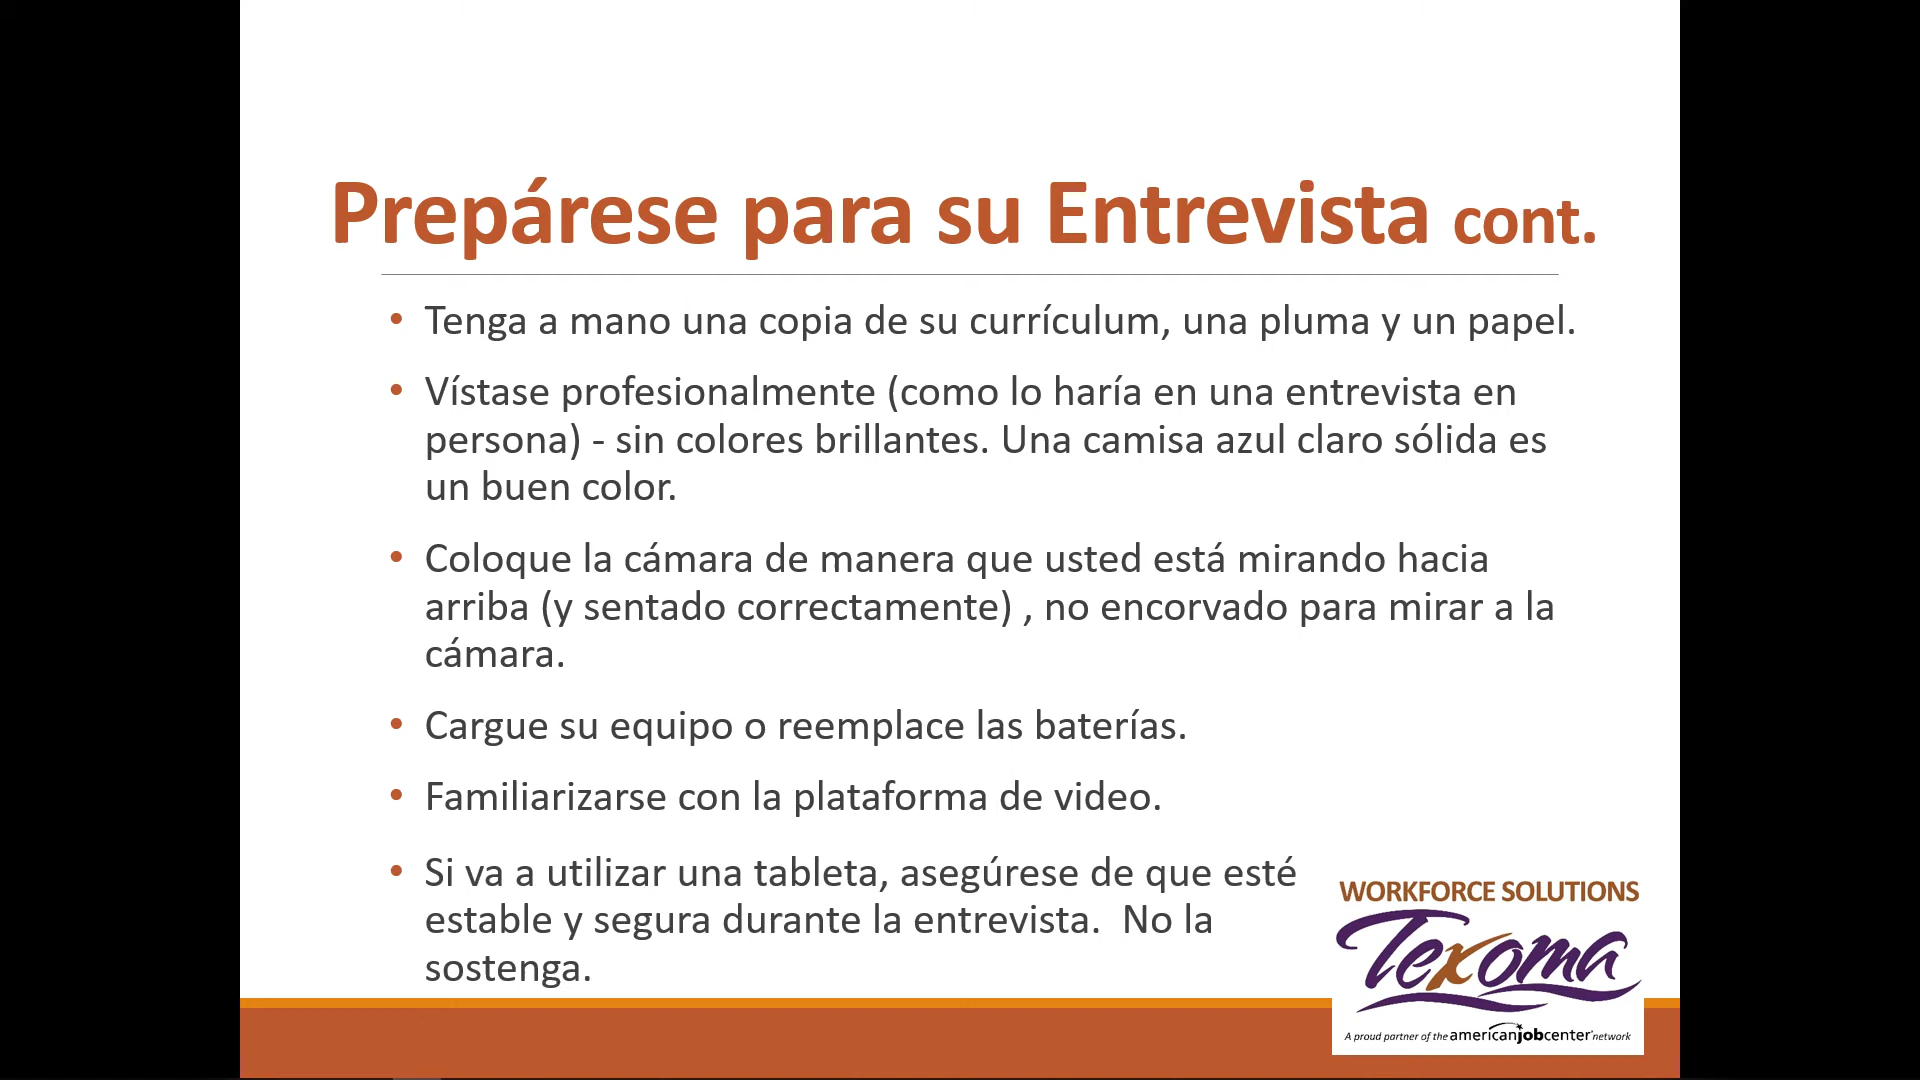 Prepárese para su Entrevista cont.
• Tenga a mano una copia de su currículum, una pluma y un papel.
• Vístase profesionalmente (como lo haría en una entrevista en
persona) - sin colores brillantes. Una camisa azul claro sólida es
un buen color.
• Coloque la cámara de manera que usted está mirando hacia
arriba (y sentado correctamente) , no encorvado para mirar a la
cámara.
• Cargue su equipo o reemplace las baterías.
• Familiarizarse con la plataforma de video.
• Si va a utilizar una tableta, asegúrese de que esté
estable y segura durante la entrevista.  No la
sostenga.
WORKFORCE SOLUTIONS
Texoma
A proud partner of the americanjobcenter network